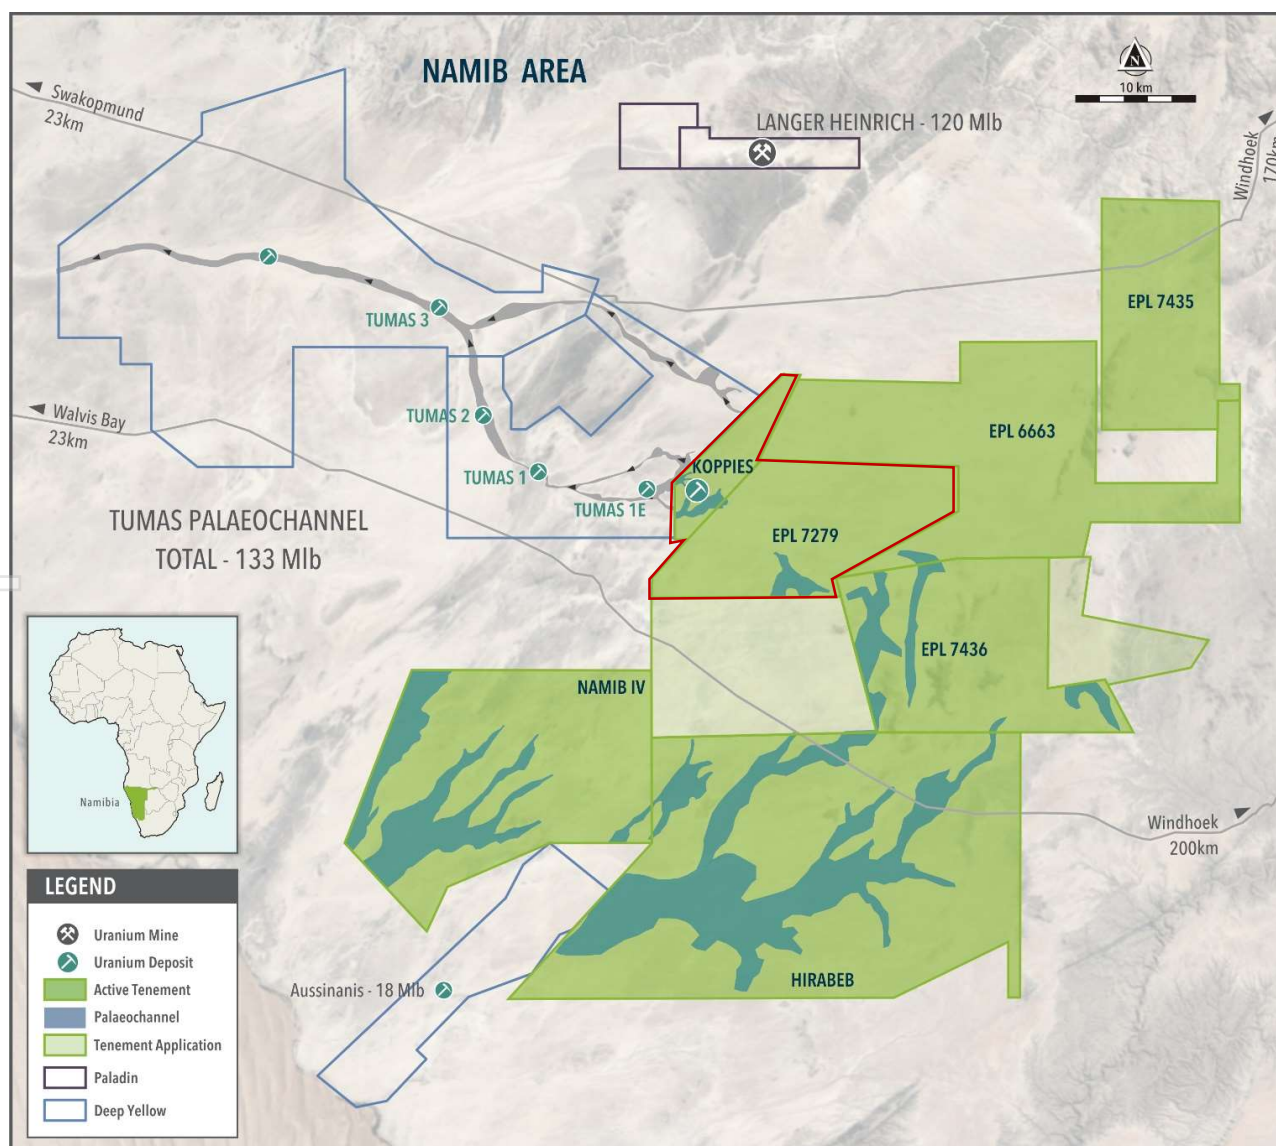 NAMIB AREA
N
10 km
Swakopmund
23km
LANGER HEINRICH - 120 Mlb
Windhoek
170km
EPL 7435
TUMAS 3
EPL 6663
Walvis Bay
23km
TUMAS 2
KOPPIES
TUMAS 1
TUMAS 1E
TUMAS PALAEOCHANNEL
TOTAL - 133 Mlb
EPL 7279
EPL 7436
NAMIB IV
Namibia
Windhoek
200km
HIRABEB
Aussinanis - 18 Mlb
LEGEND
Uranium Mine
Uranium Deposit
Active Tenement
Palaeochannel
Tenement Application
Paladin
Deep Yellow